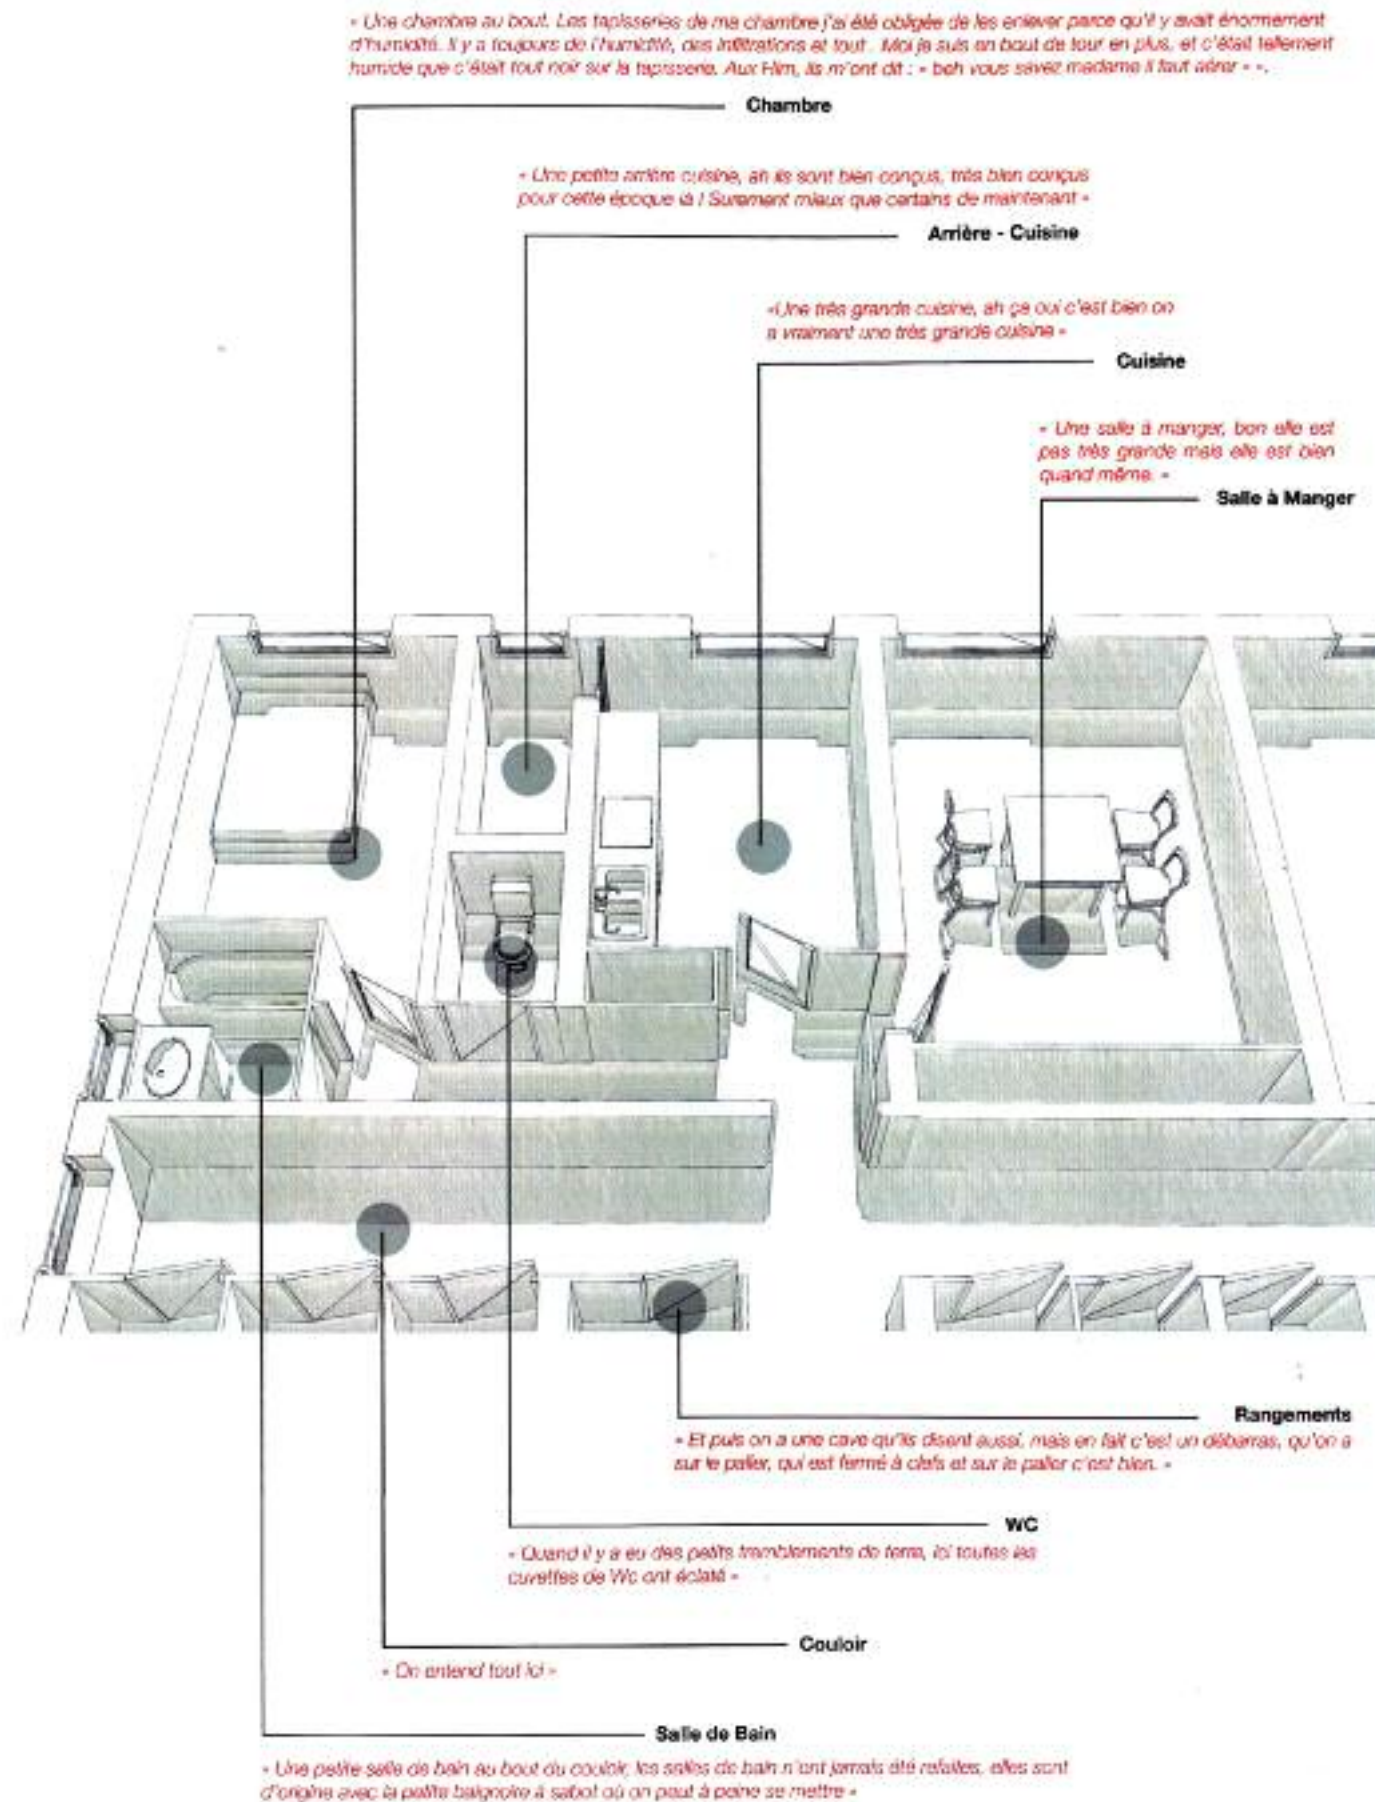 « Une chambre au bout. Les tapisseries de ma chambre j'ai été obligée de les enlever parce qu'il y avait énormement
d'humidité. Il y a toujours de l'humidité, des infiltrations et tout . Moi je suis en bout de tour en plus, et c'était tellement
humide que c'était tout noir sur la tapisserie. Aux Hlm, ils m'ont dit : « beh vous savez madame il faut aérer » ».
Chambre
« Une petite arrière cuisine, ah ils sont bien conçus, très bien conçus
pour cette époque là ! Surement mieux que certains de maintenant »
Arrière - Cuisine
«Une très grande cuisine, ah ça oui c'est bien on
a vraiment une très grande cuisine »
Cuisine
« Une salle à manger, bon elle est
pas très grande mais elle est bien
quand même. »
Salle à Manger
Rangements
« Et puis on a une cave qu'ils disent aussi, mais en fait c'est un débarras, qu'on a
sur le palier, qui est fermé à clefs et sur le palier c'est bien. »
WC
« Quand il y a eu des petits tremblements de terre, ici toutes les
cuvettes de Wc ont éclaté »
Couloir
« On entend tout ici »
Salle de Bain
« Une petite salle de bain au bout du couloir, les salles de bain n'ont jamais été refaites, elles sont
d'origine avec la petite baignoire à sabot où on peut à peine se mettre »